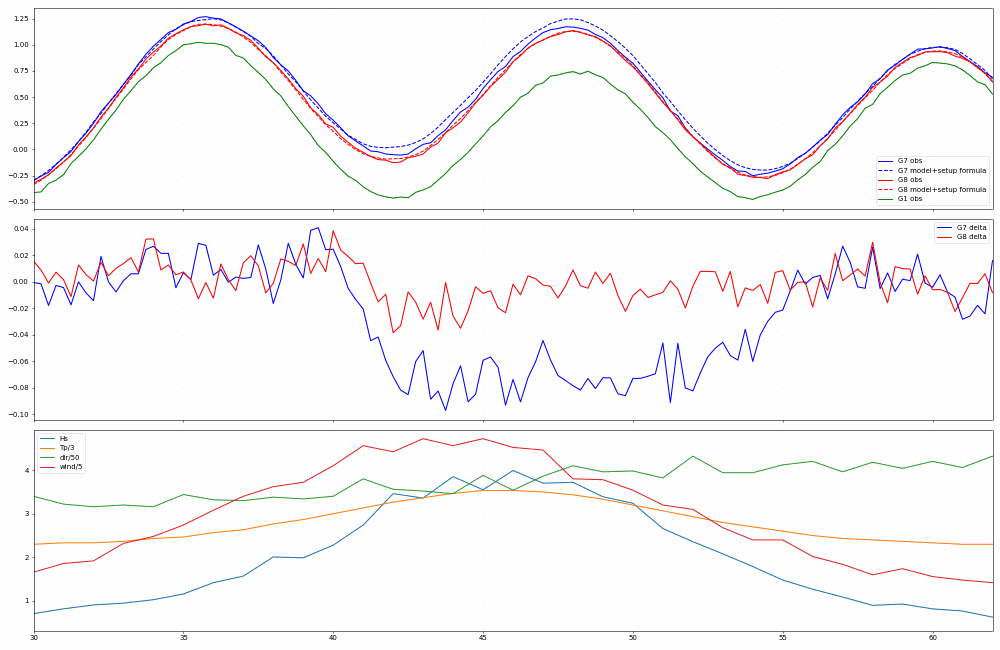 1.25
1.00
0.75
0.50
0.25
0.00
−0.25
−0.50
G7 obs
G7 model+setup formula
G8 obs
G8 model+setup formula
G1 obs
0.04
0.02
0.00
−0.02
−0.04
−0.06
−0.08
−0.10
G7 delta
G8 delta
4
3
2
1
Hs
Tp/3
dir/50
wind/5
30
35
40
45
50
55
60